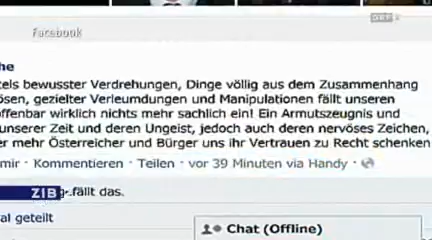 ORF
Facebook
he
els bewusster Verdrehungen, Dinge völlig aus dem Zusammenhang
ösen, gezielter Verleumdungen und Manipulationen fällt unseren
offenbar wirklich nichts mehr sachlich ein! Ein Armutszeugnis und
unserer Zeit und deren Ungeist, jedoch auch deren nervöses Zeichen,
er mehr Österreicher und Bürger uns ihr Vertrauen zu Recht schenken
mir · Kommentieren · Teilen · vor 39 Minuten via Handy ·
ZIB gefällt das.
al geteilt
Chat (Offline)